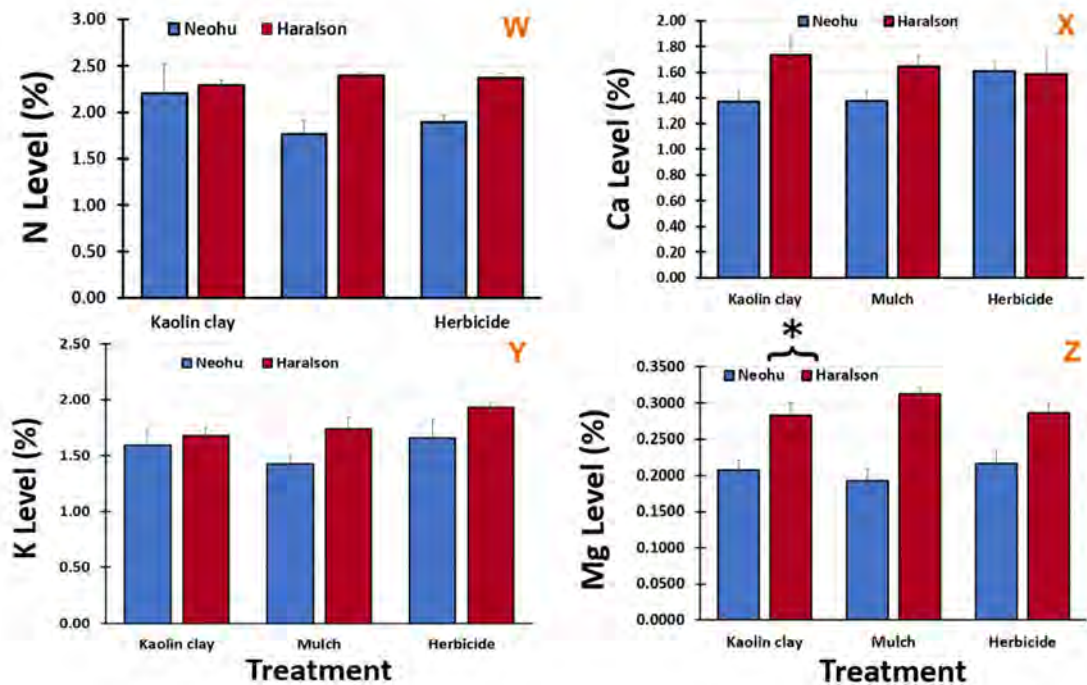 N Level (%)
3.00
2.50
2.00
1.50
1.00
0.50
0.00
Neohu Haralson
W
Kaolin clay Herbicide
Ca Level (%)
2.00
1.80
1.60
1.40
1.20
1.00
0.80
0.60
0.40
0.20
0.00
Neohu Haralson
X
Kaolin clay Mulch Herbicide
K Level (%)
2.50
2.00
1.50
1.00
0.50
0.00
Neohu Haralson
Y
Kaolin clay Mulch Herbicide
Treatment
Mg Level (%)
0.3500
0.3000
0.2500
0.2000
0.1500
0.1000
0.0500
0.0000
*
Neohu Haralson
Z
Kaolin clay Mulch Herbicide
Treatment